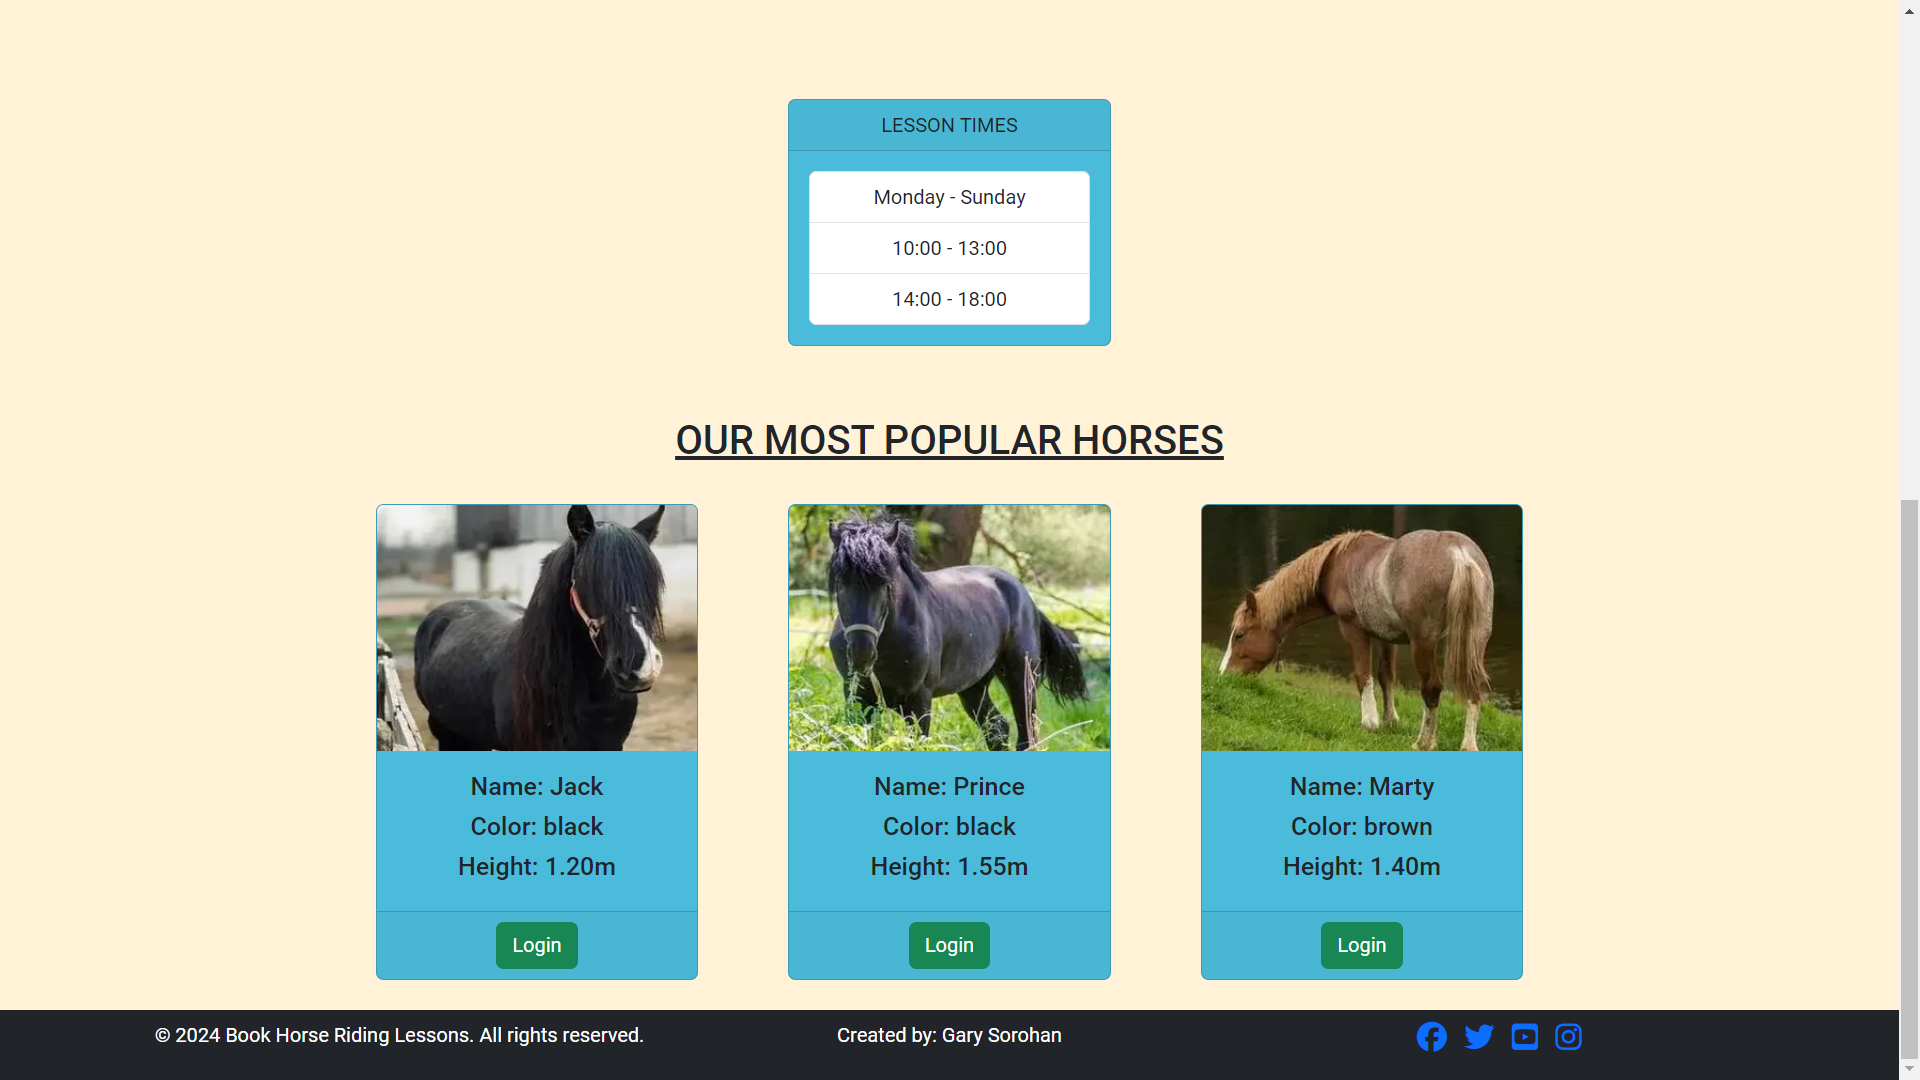 LESSON TIMES
Monday - Sunday
10:00 - 13:00
14:00 - 18:00
OUR MOST POPULAR HORSES
Name: Jack
Color: black
Height: 1.20m
Login
Name: Prince
Color: black
Height: 1.55m
Login
Name: Marty
Color: brown
Height: 1.40m
Login
© 2024 Book Horse Riding Lessons. All rights reserved.
Created by: Gary Sorohan